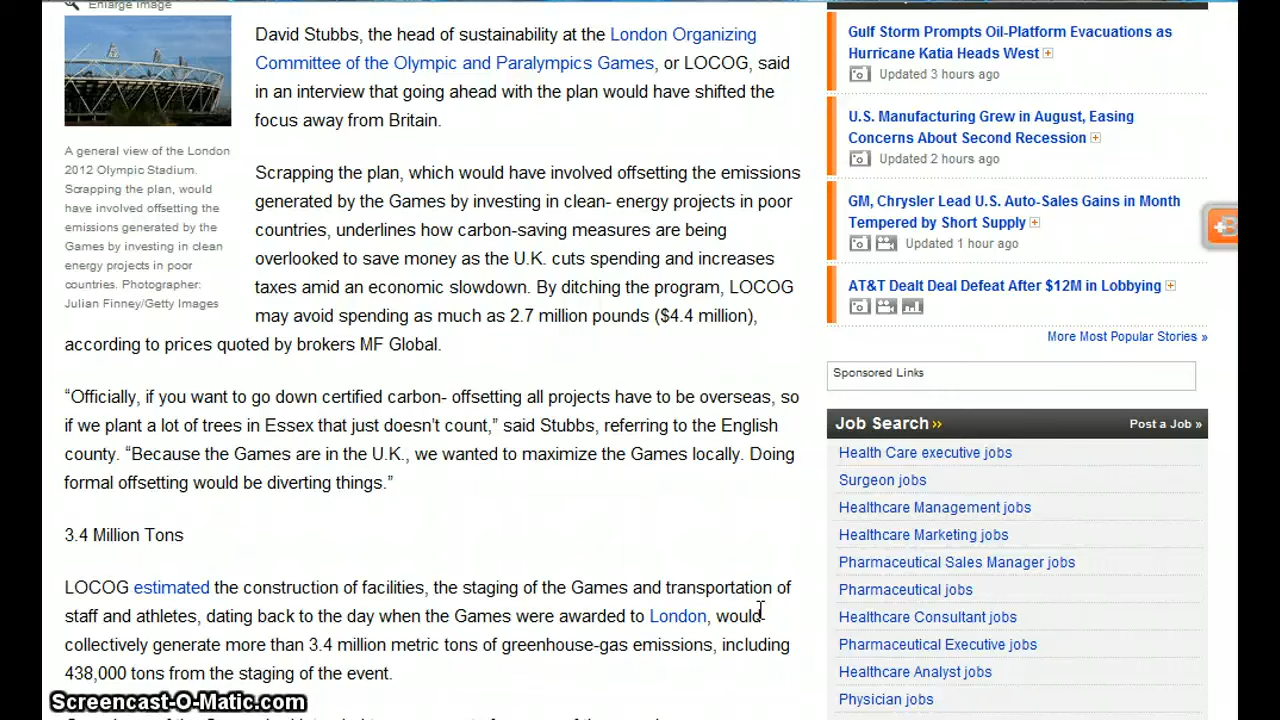 Enlarge Image
David Stubbs, the head of sustainability at the London Organizing
Committee of the Olympic and Paralympics Games, or LOCOG, said
in an interview that going ahead with the plan would have shifted the
focus away from Britain.
A general view of the London
2012 Olympic Stadium.
Scrapping the plan, would
have involved offsetting the
emissions generated by the
Games by investing in clean
energy projects in poor
countries. Photographer:
Julian Finney/Getty Images
Scrapping the plan, which would have involved offsetting the emissions
generated by the Games by investing in clean- energy projects in poor
countries, underlines how carbon-saving measures are being
overlooked to save money as the U.K. cuts spending and increases
taxes amid an economic slowdown. By ditching the program, LOCOG
may avoid spending as much as 2.7 million pounds ($4.4 million),
according to prices quoted by brokers MF Global.
“Officially, if you want to go down certified carbon- offsetting all projects have to be overseas, so
if we plant a lot of trees in Essex that just doesn’t count,” said Stubbs, referring to the English
county. “Because the Games are in the U.K., we wanted to maximize the Games locally. Doing
formal offsetting would be diverting things.”
3.4 Million Tons
LOCOG estimated the construction of facilities, the staging of the Games and transportation of
staff and athletes, dating back to the day when the Games were awarded to London, would
collectively generate more than 3.4 million metric tons of greenhouse-gas emissions, including
438,000 tons from the staging of the event.
Screencast-O-Matic.com
Gulf Storm Prompts Oil-Platform Evacuations as
Hurricane Katia Heads West
Updated 3 hours ago
U.S. Manufacturing Grew in August, Easing
Concerns About Second Recession
Updated 2 hours ago
GM, Chrysler Lead U.S. Auto-Sales Gains in Month
Tempered by Short Supply
Updated 1 hour ago
AT&T Dealt Deal Defeat After $12M in Lobbying
More Most Popular Stories »
Sponsored Links
Job Search »
Post a Job »
Health Care executive jobs
Surgeon jobs
Healthcare Management jobs
Healthcare Marketing jobs
Pharmaceutical Sales Manager jobs
Pharmaceutical jobs
Healthcare Consultant jobs
Pharmaceutical Executive jobs
Healthcare Analyst jobs
Physician jobs